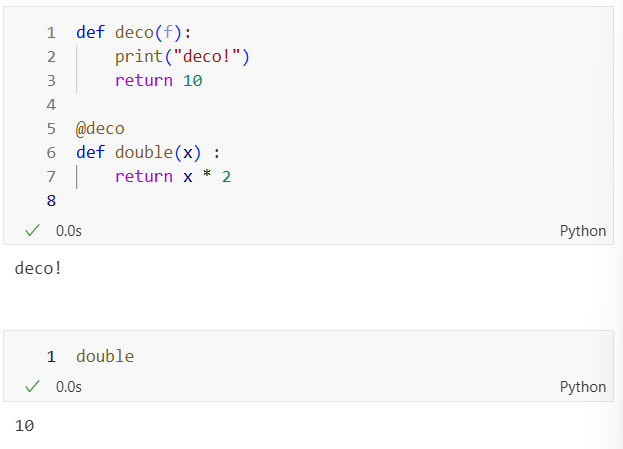 1 def deco(f):
2 print("deco!")
3 return 10
4
5 @deco
6 def double(x) :
7 return x * 2
8
0.0s Python
deco!
1 double
0.0s Python
10